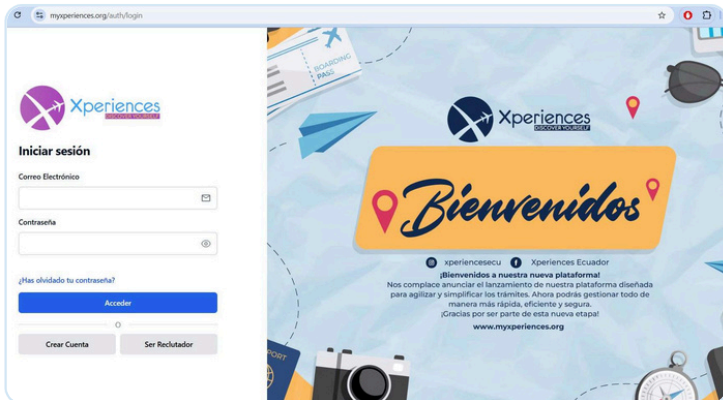 myxperiences.org/auth/login
Xperiences
DISCOVER YOURSELF
Iniciar sesión
Correo Electrónico
Contraseña
¿Has olvidado tu contraseña?
Acceder
O
Crear Cuenta
Ser Reclutador
BOARDING
PASS
Xperiences
DISCOVER YOURSELF
Bienvenidos
xperiencesecu Xperiences Ecuador
¡Bienvenidos a nuestra nueva plataforma!
Nos complace anunciar el lanzamiento de nuestra plataforma diseñada
para agilizar y simplificar los trámites. Ahora podrás gestionar todo de
manera más rápida, eficiente y segura.
¡Gracias por ser parte de esta nueva etapa!
www.myxperiences.org